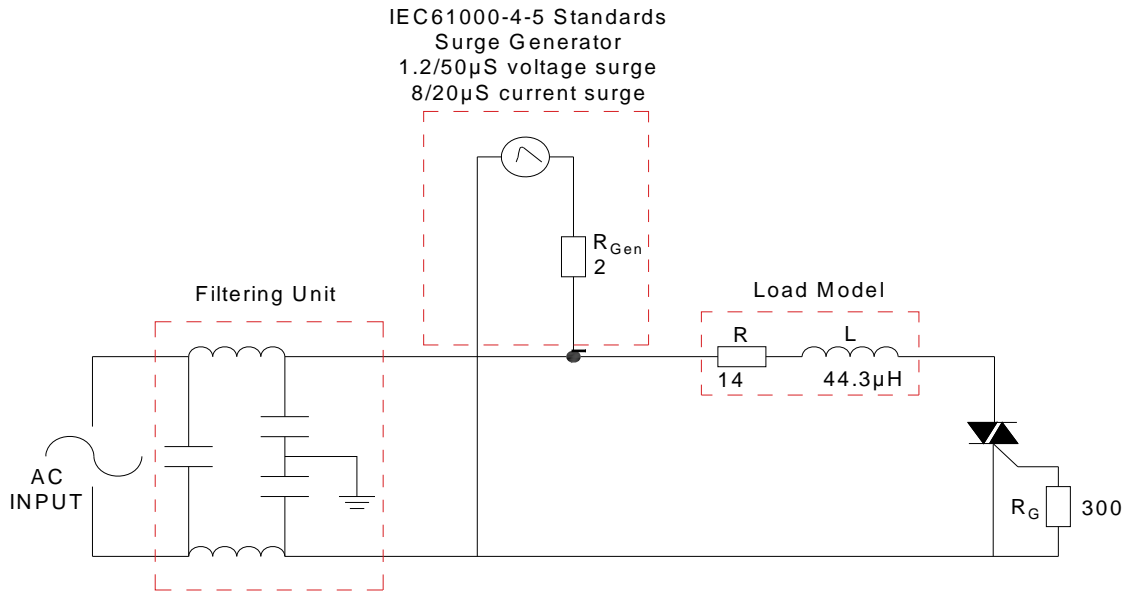 IEC61000-4-5 Standards
Surge Generator
1.2/50µS voltage surge
8/20µS current surge
RGen
2
Filtering Unit
Load Model
R
L
14
44.3µH
AC
INPUT
RG
300